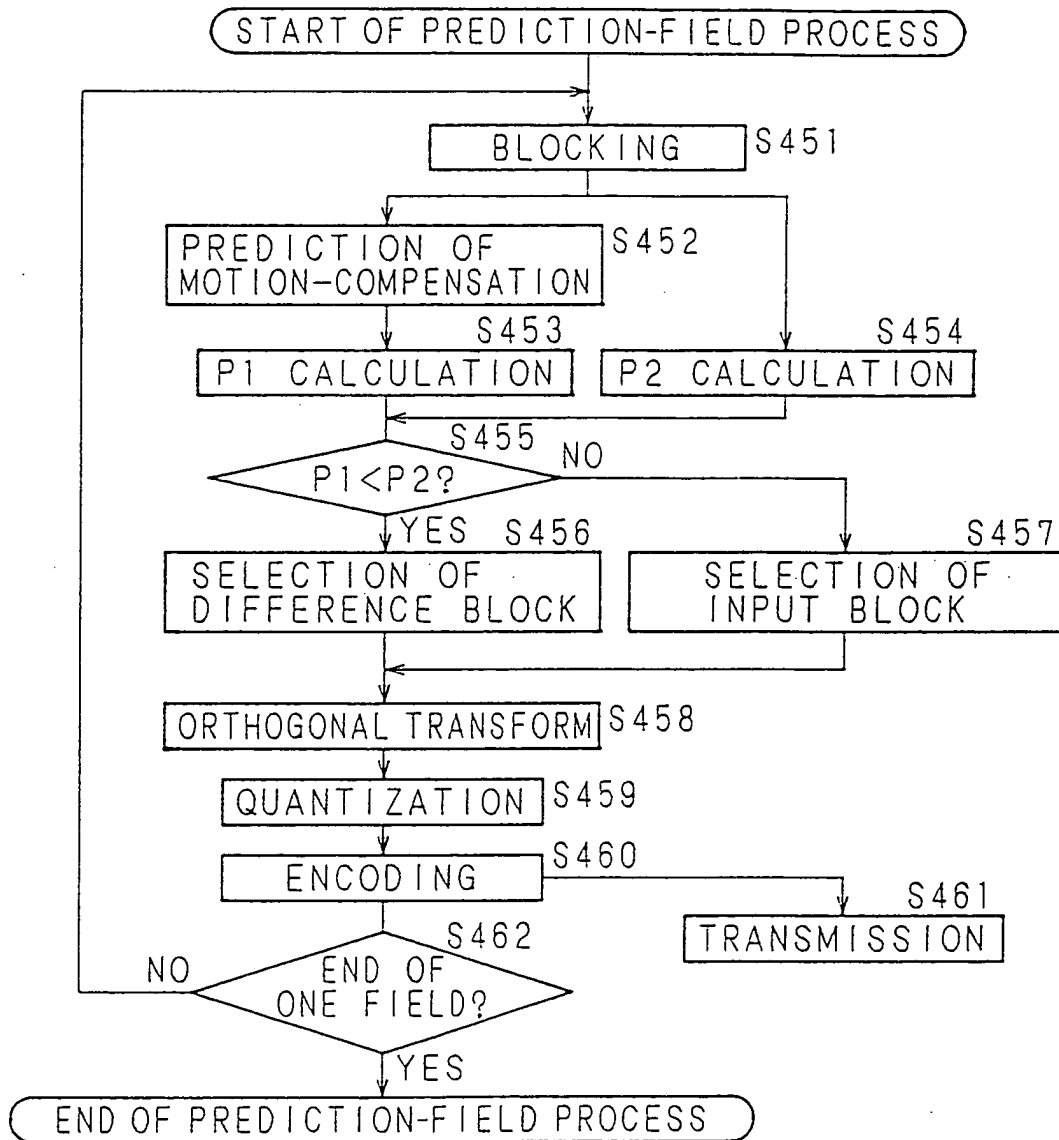 START OF PREDICTION-FIELD PROCESS
BLOCKING
S451
PREDICTION OF
MOTION-COMPENSATION
S452
S453
P1 CALCULATION
S454
P2 CALCULATION
S455
P1<P2?
NO
YES
S456
SELECTION OF
DIFFERENCE BLOCK
S457
SELECTION OF
INPUT BLOCK
ORTHOGONAL TRANSFORM
S458
QUANTIZATION
S459
ENCODING
S460
S461
TRANSMISSION
S462
END OF
ONE FIELD?
NO
YES
END OF PREDICTION-FIELD PROCESS